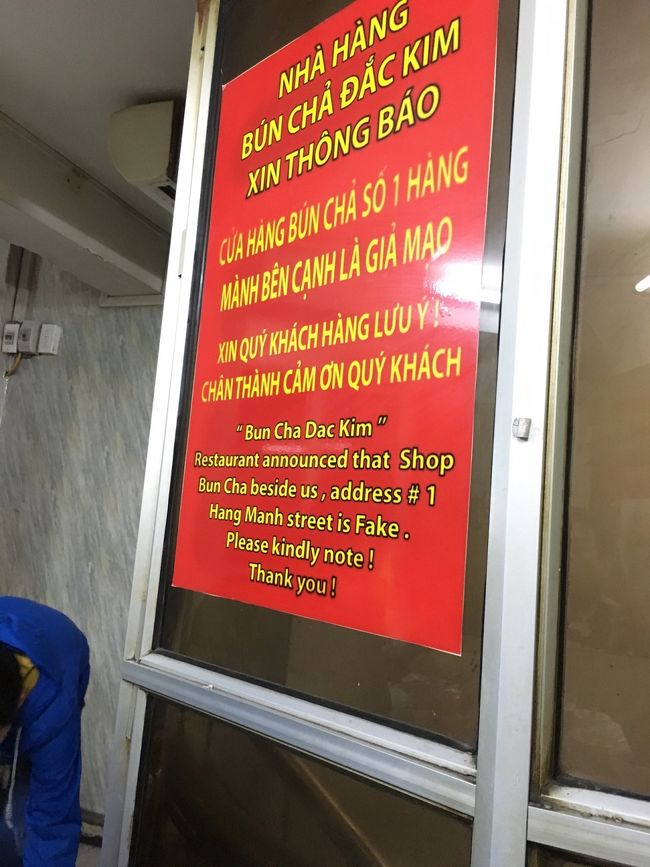 NHÀ HÀNG
BÚN CHẢ ĐẮC KIM
XIN THÔNG BÁO
CỬA HÀNG BÚN CHẢ SỐ 1 HÀNG
MÀNH BÊN CẠNH LÀ GIẢ MẠO
XIN QUÝ KHÁCH HÀNG LƯU Ý !
CHÂN THÀNH CẢM ƠN QUÝ KHÁCH
“ Bun Cha Dac Kim ”
Restaurant announced that Shop
Bun Cha beside us , address # 1
Hang Manh street is Fake .
Please kindly note !
Thank you !